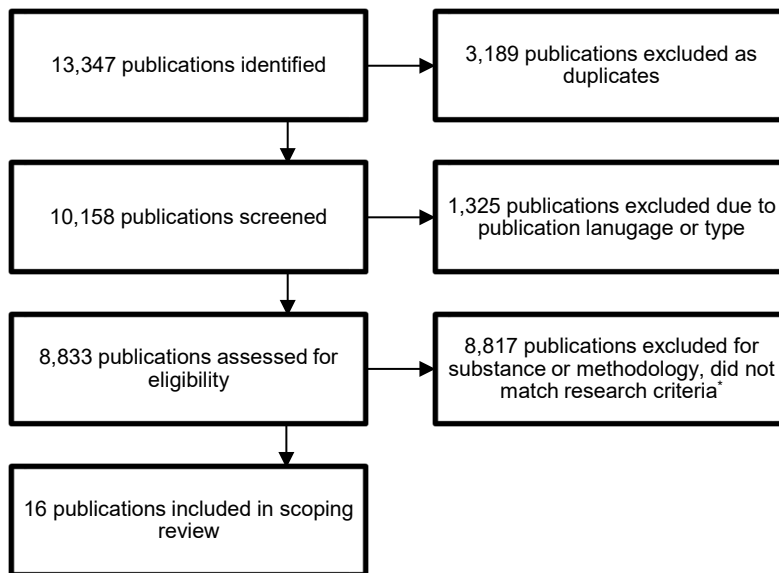 13,347 publications identified
3,189 publications excluded as
duplicates
10,158 publications screened
1,325 publications excluded due to
publication lanugage or type
8,833 publications assessed for
eligibility
8,817 publications excluded for
substance or methodology, did not
match research criteria*
16 publications included in scoping
review